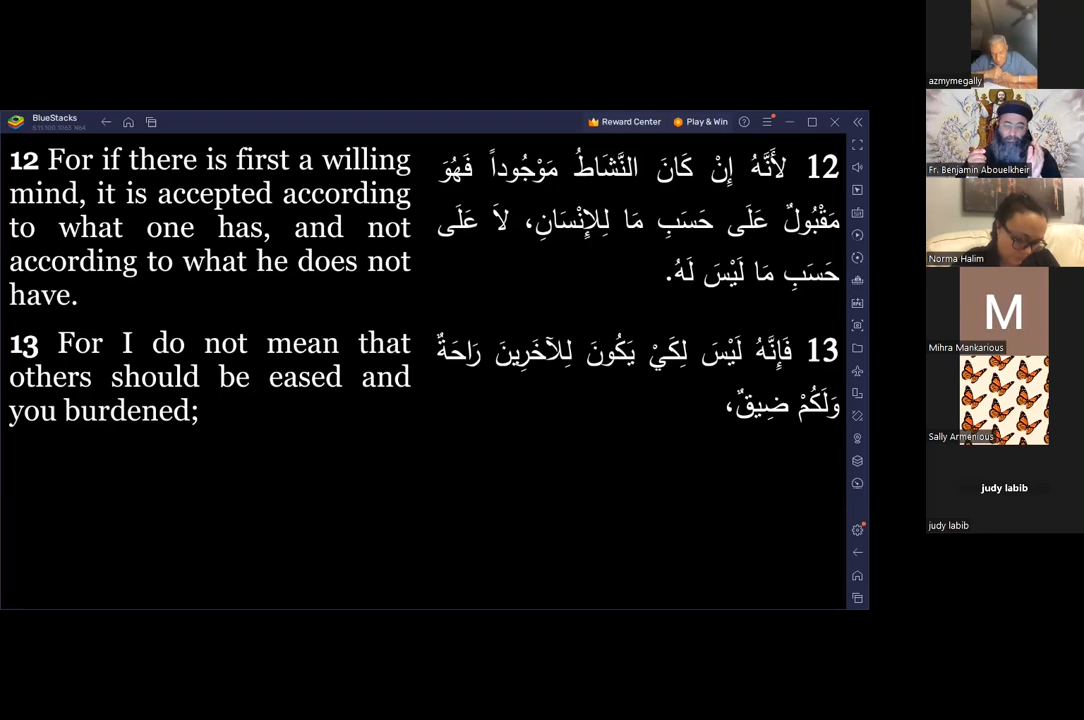 BlueStacks
Reward Center
Play & Win
12 For if there is first a willing
mind, it is accepted according
to what one has, and not
according to what he does not
have.
13 For I do not mean that
others should be eased and
you burdened;
12 لأَنَّهُ إِنْ كَانَ النَّشَاطُ مَوْجُوداً فَهُوَ
مَقْبُولٌ عَلَى حَسَبِ مَا لِلإِنْسَانِ، لاَ عَلَى
حَسَبِ مَا لَيْسَ لَهُ.
13 فَإِنَّهُ لَيْسَ لِكَيْ يَكُونَ لِلآخَرِينَ رَاحَةٌ
وَلَكُمْ ضِيقٌ،
azmymegally
Fr. Benjamin Abouelkheir
Norma Halim
M
Mihra Mankarious
Sally Armenious
judy labib
judy labib